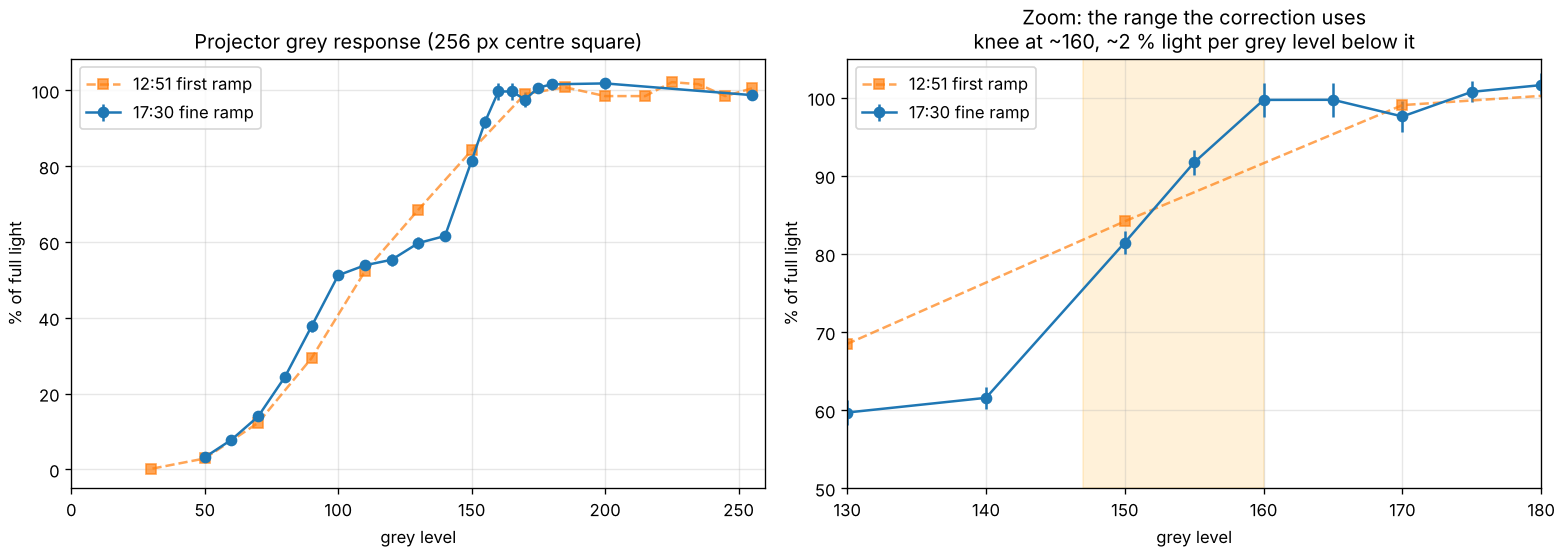 Projector grey response (256 px centre square)
12:51 first ramp
17:30 fine ramp
% of full light
100
80
60
40
20
0
0
50
100
150
200
250
grey level
Zoom: the range the correction uses
knee at ~160, ~2 % light per grey level below it
12:51 first ramp
17:30 fine ramp
% of full light
100
90
80
70
60
50
130
140
150
160
170
180
grey level